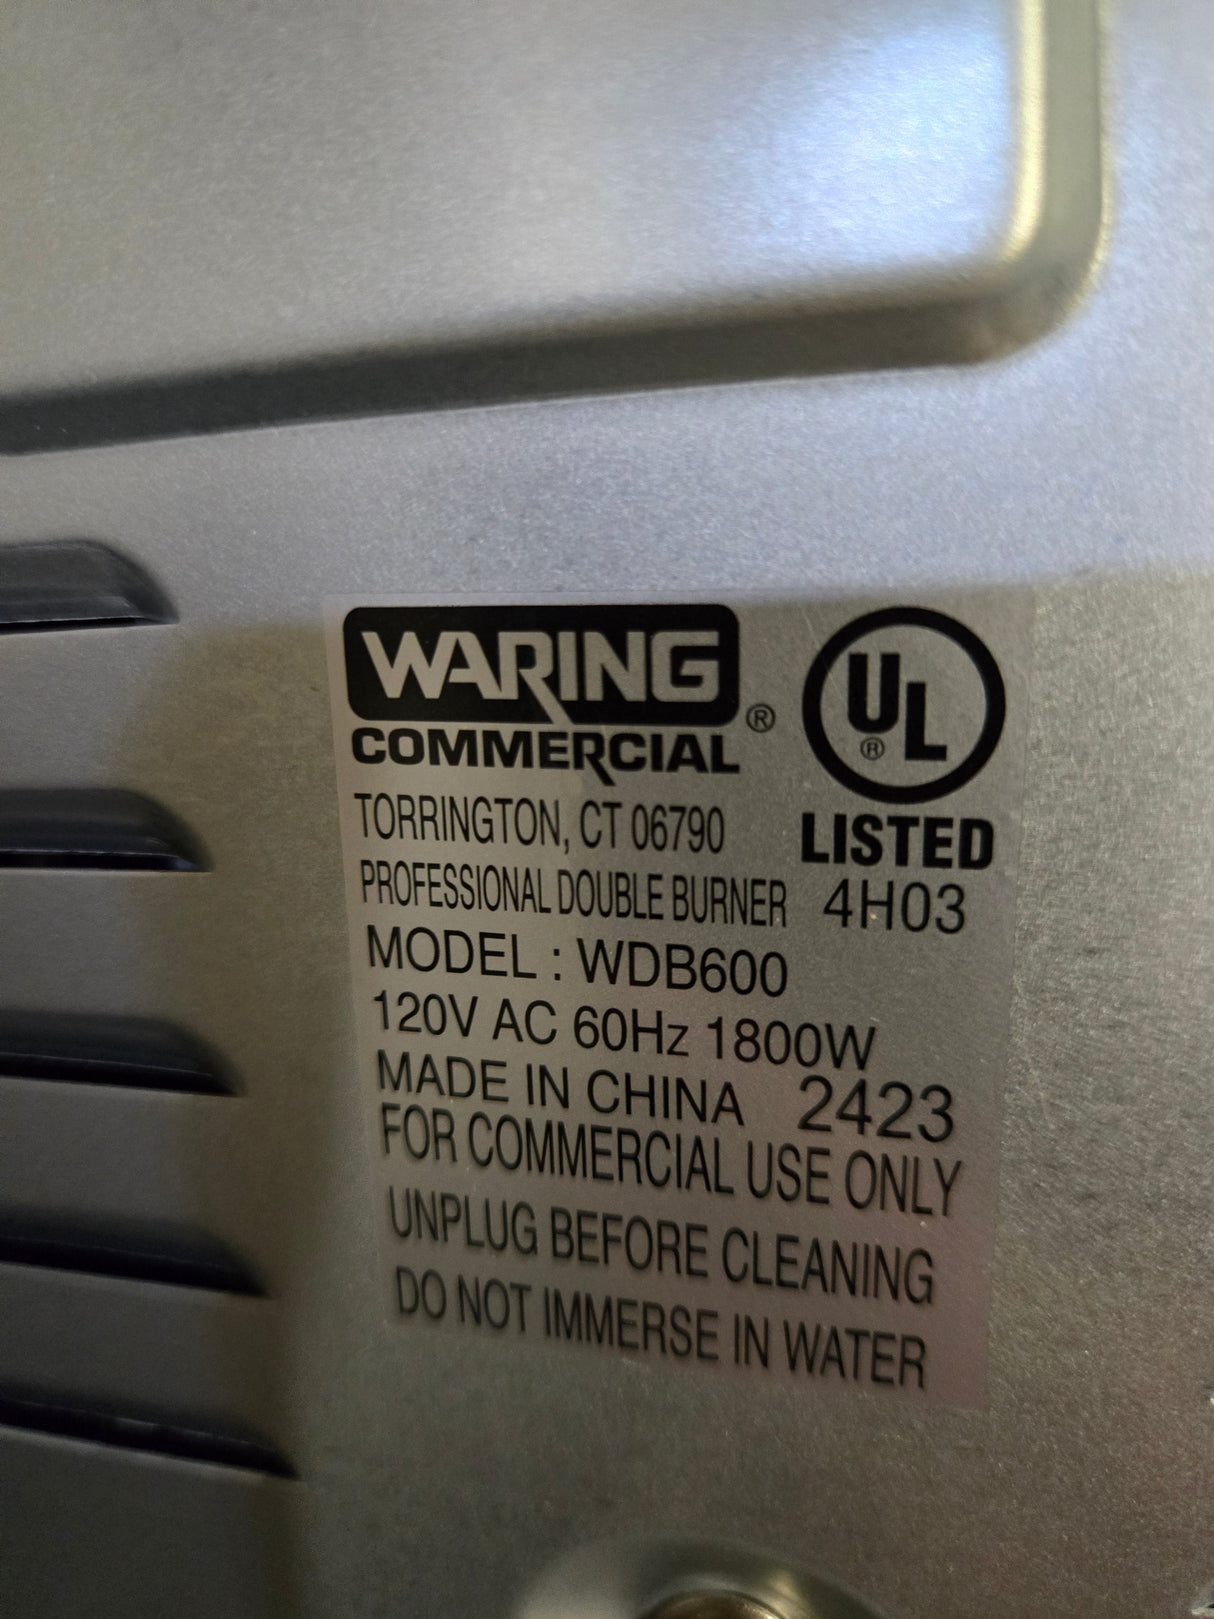 WARING ®
COMMERCIAL
UL ®
LISTED
TORRINGTON, CT 06790
PROFESSIONAL DOUBLE BURNER 4H03
MODEL : WDB600
120V AC 60Hz 1800W
MADE IN CHINA 2423
FOR COMMERCIAL USE ONLY
UNPLUG BEFORE CLEANING
DO NOT IMMERSE IN WATER